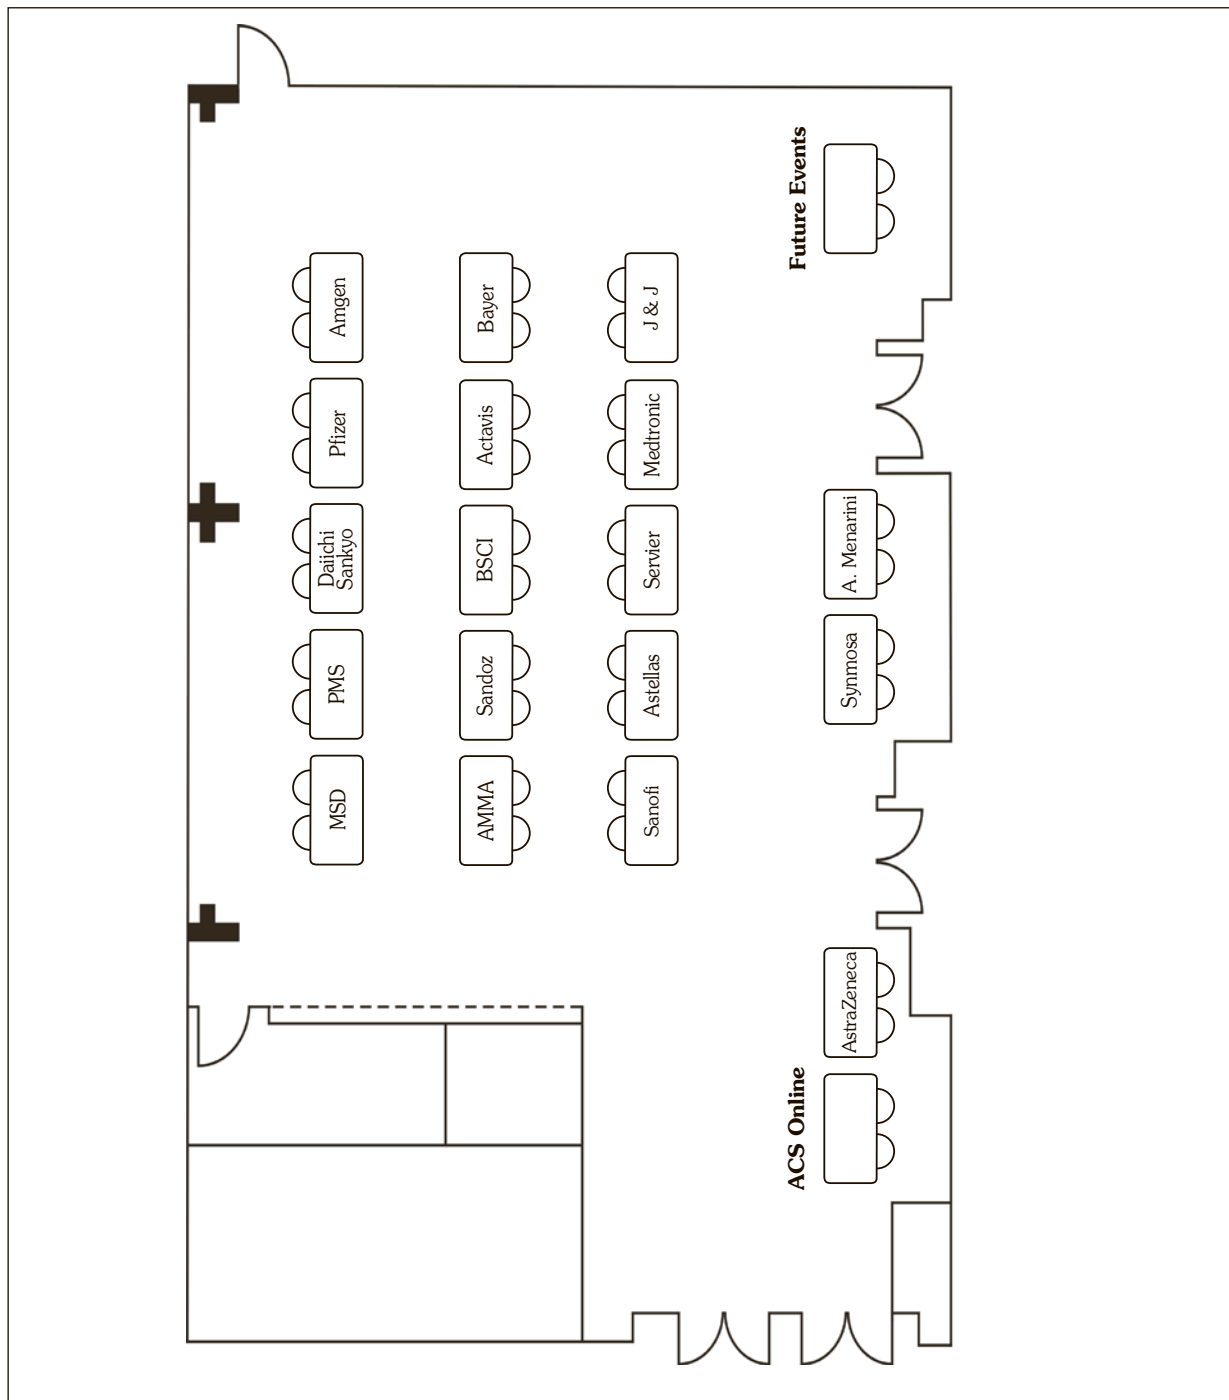 Future Events
Amgen
Bayer
J & J
Pfizer
Actavis
Medtronic
Daiichi
Sankyo
BSCI
Servier
A. Menarini
PMS
Sandoz
Astellas
Synmosa
MSD
AMMA
Sanofi
AstraZeneca
ACS Online